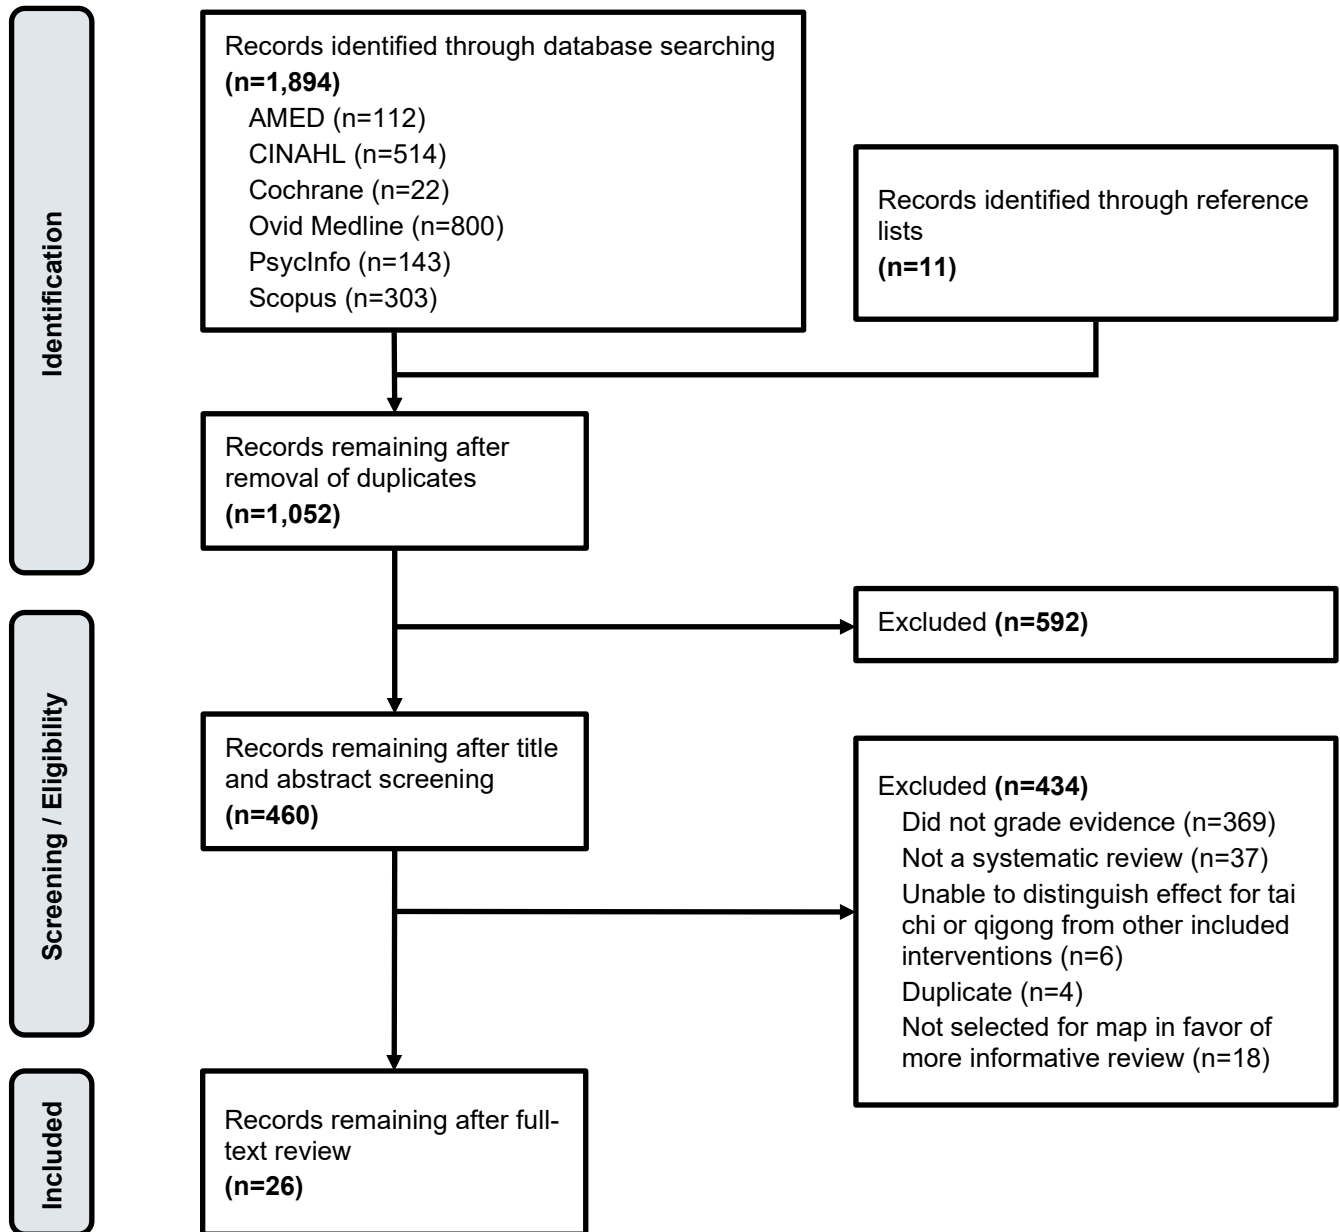 Identification
Records identified through database searching
(n=1,894)
AMED (n=112)
CINAHL (n=514)
Cochrane (n=22)
Ovid Medline (n=800)
PsycInfo (n=143)
Scopus (n=303)
Records identified through reference
lists
(n=11)
Records remaining after
removal of duplicates
(n=1,052)
Screening / Eligibility
Excluded (n=592)
Records remaining after title
and abstract screening
(n=460)
Excluded (n=434)
Did not grade evidence (n=369)
Not a systematic review (n=37)
Unable to distinguish effect for tai
chi or qigong from other included
interventions (n=6)
Duplicate (n=4)
Not selected for map in favor of
more informative review (n=18)
Included
Records remaining after full-
text review
(n=26)